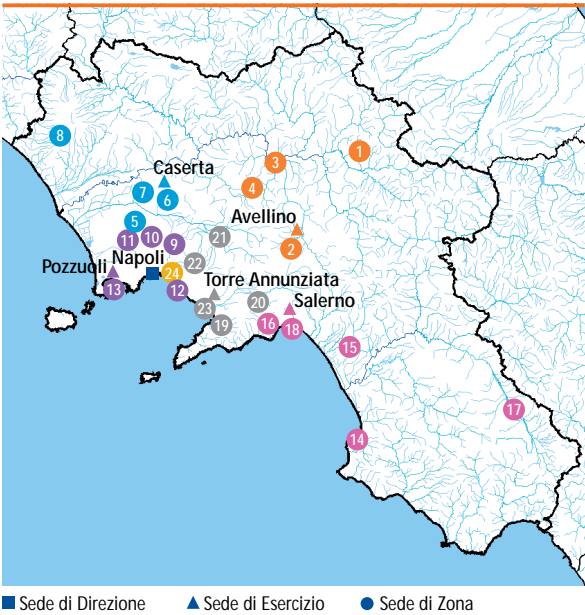 8
1
3
Caserta
4
7
6
Avellino
5
11
10
9
21
2
Napoli
22
Pozzuoli
24
Torre Annunziata
13
12
20
Salerno
23
19
16
18
15
17
14
Sede di Direzione
Sede di Esercizio
Sede di Zona